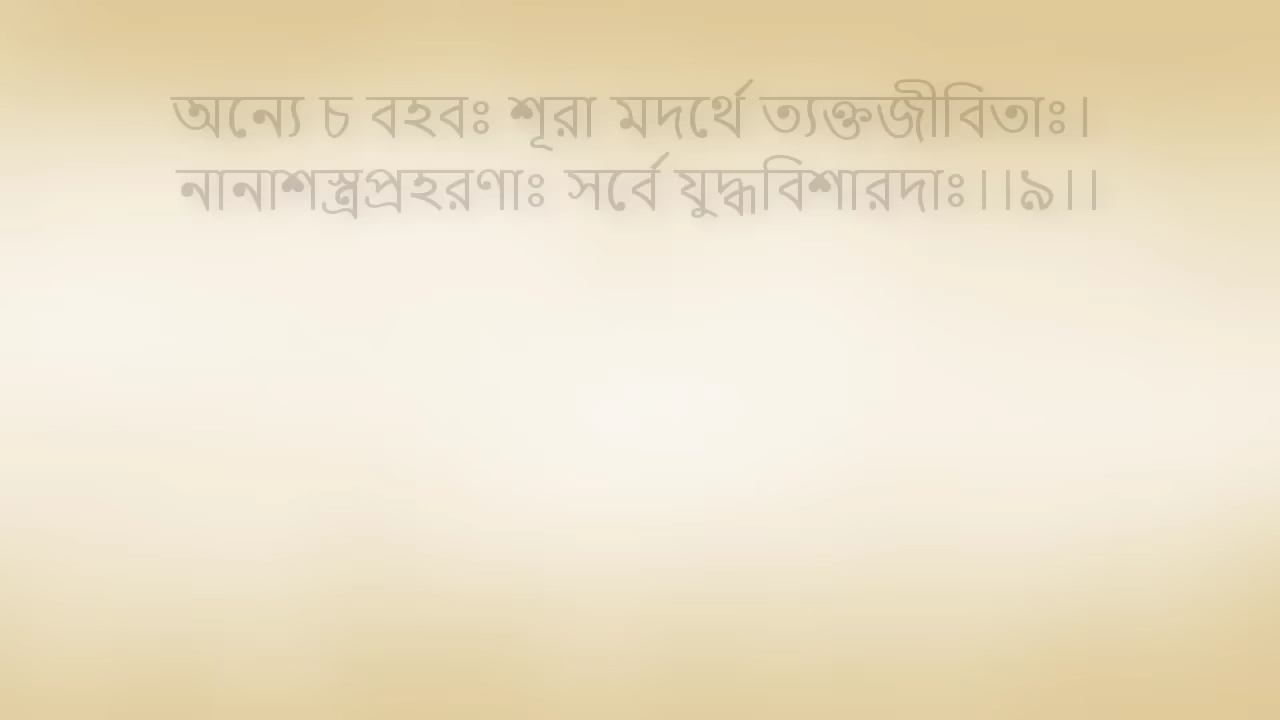 অন্যে চ বহবঃ শূরা মদর্থে ত্যক্তজীবিতাঃ।
নানাশস্ত্রপ্রহরণাঃ সর্বে যুদ্ধবিশারদাঃ।।৯।।